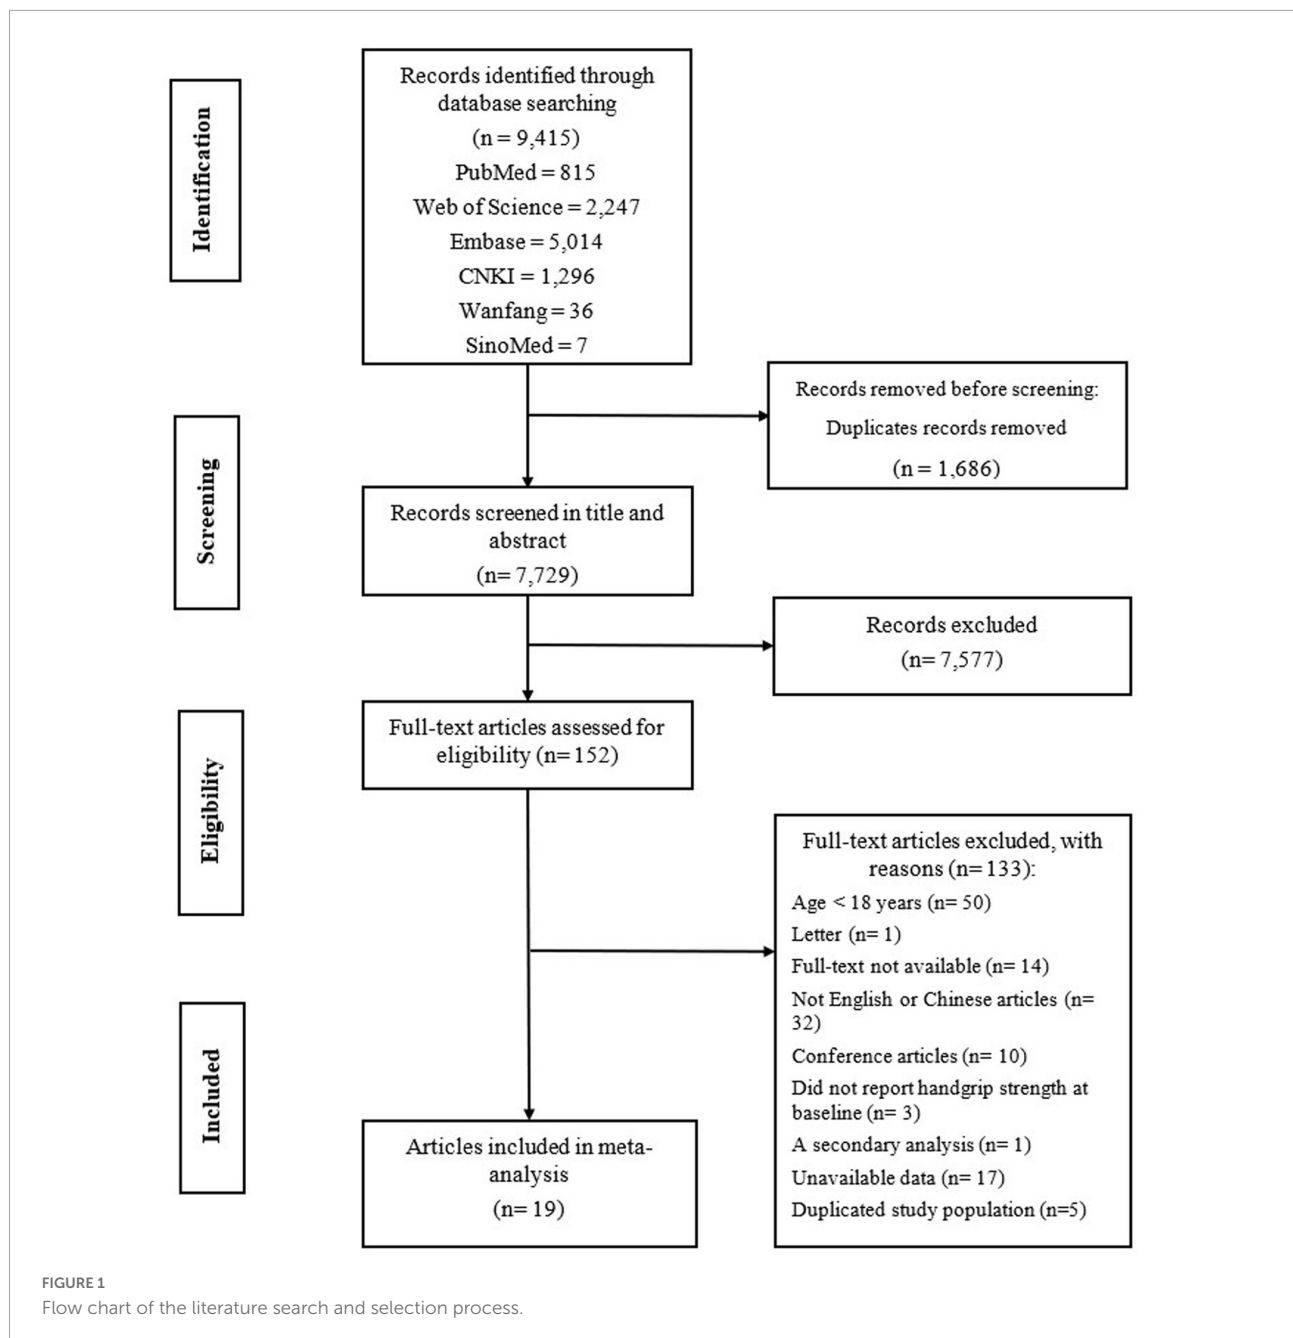 Identification
Records identified through
database searching
(n = 9,415)
PubMed = 815
Web of Science = 2,247
Embase = 5,014
CNKI = 1,296
Wanfang = 36
SinoMed = 7
Records removed before screening:
Duplicates records removed
(n = 1,686)
Screening
Records screened in title and
abstract
(n= 7,729)
Records excluded
(n= 7,577)
Eligibility
Full-text articles assessed for
eligibility (n= 152)
Full-text articles excluded, with
reasons (n= 133):
Age < 18 years (n= 50)
Letter (n= 1)
Full-text not available (n= 14)
Not English or Chinese articles (n=
32)
Conference articles (n= 10)
Did not report handgrip strength at
baseline (n= 3)
A secondary analysis (n= 1)
Unavailable data (n= 17)
Duplicated study population (n=5)
Included
Articles included in meta-
analysis
(n= 19)
FIGURE 1
Flow chart of the literature search and selection process.